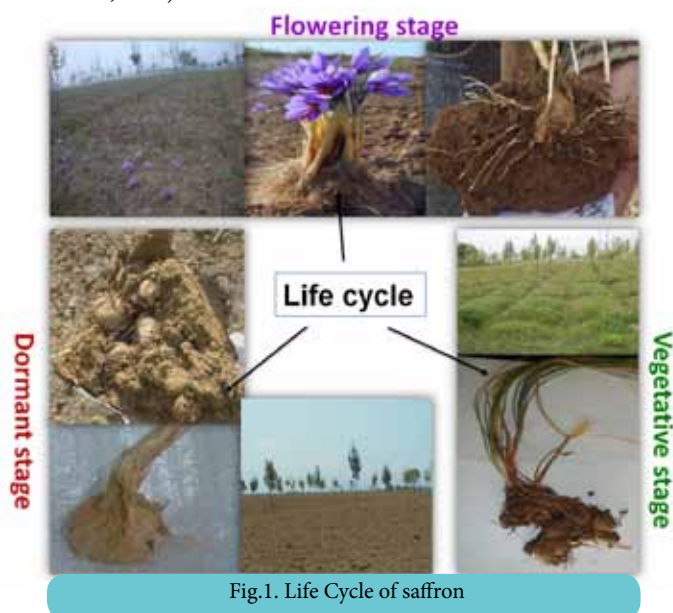 Flowering stage
Life cycle
Dormant stage
Vegetative stage
Fig.1. Life Cycle of saffron